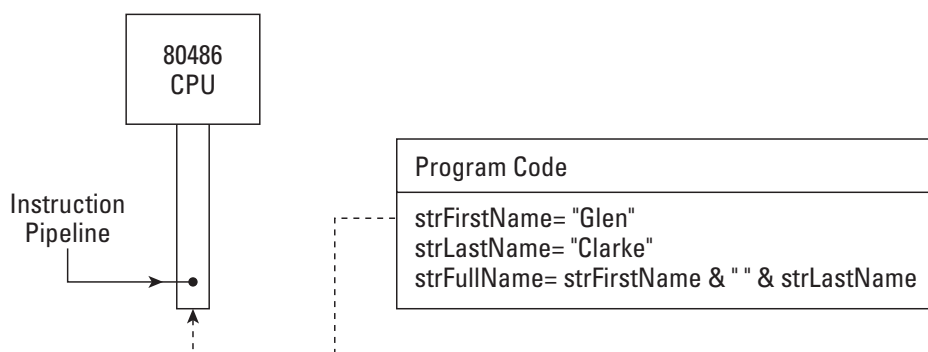 80486
CPU
Instruction
Pipeline
Program Code
strFirstName= "Glen"
strLastName= "Clarke"
strFullName= strFirstName & " " & strLastName